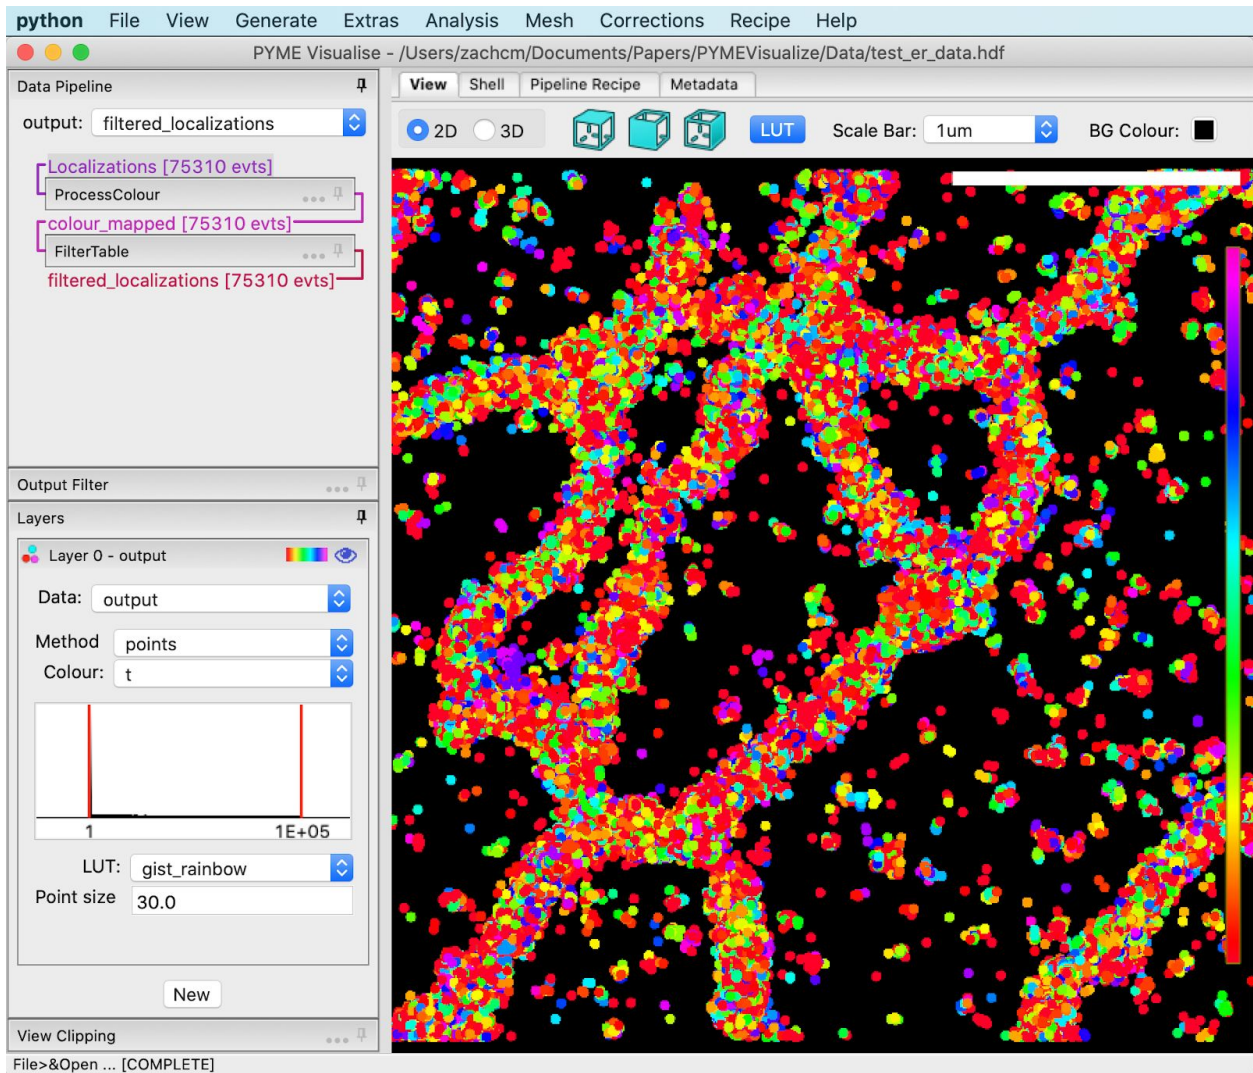 python File View Generate Extras Analysis Mesh Corrections Recipe Help
PYME Visualise - /Users/zachcm/Documents/Papers/PYMEVisualize/Data/test_er_data.hdf
Data Pipeline
output: filtered_localizations
Localizations [75310 evts]
ProcessColour
colour_mapped [75310 evts]
FilterTable
filtered_localizations [75310 evts]
Output Filter
Layers
Layer 0 - output
Data: output
Method points
Colour: t
1 1E+05
LUT: gist_rainbow
Point size 30.0
New
View Clipping
File>&Open ... [COMPLETE]
View Shell Pipeline Recipe Metadata
2D 3D LUT Scale Bar: 1um BG Colour: